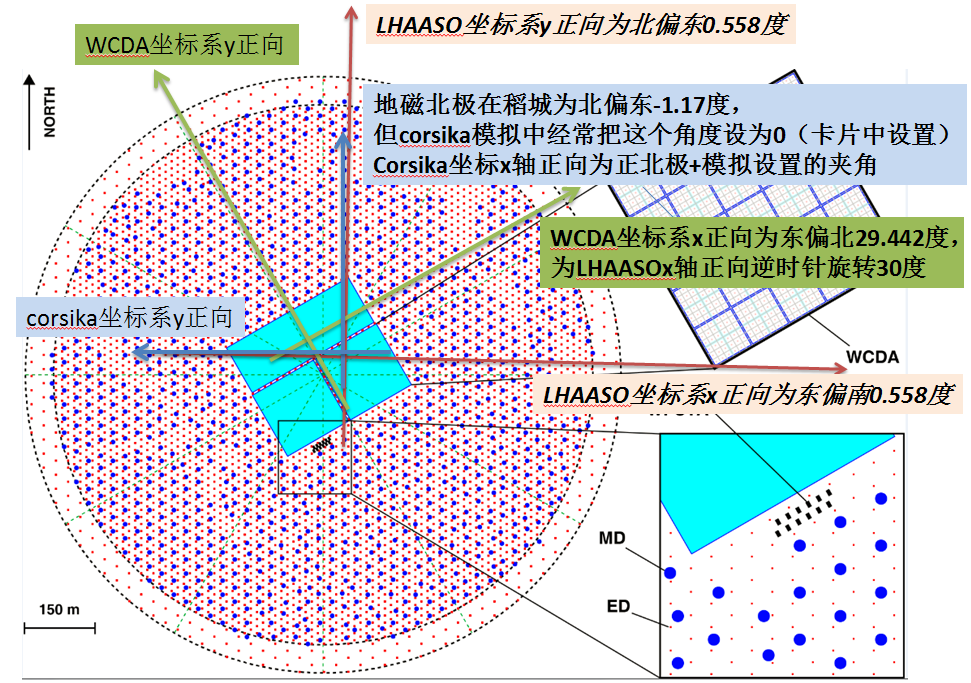 LHAASO坐标系y正向为北偏东0.558度
WCDA坐标系y正向
NORTH
地磁北极在稻城为北偏东-1.17度，
但corsika模拟中经常把这个角度设为0（卡片中设置）
Corsika坐标x轴正向为正北极+模拟设置的夹角
WCDA坐标系x正向为东偏北29.442度，
为LHAASOx轴正向逆时针旋转30度
corsika坐标系y正向
WCDA
LHAASO坐标系x正向为东偏南0.558度
MD
ED
150 m